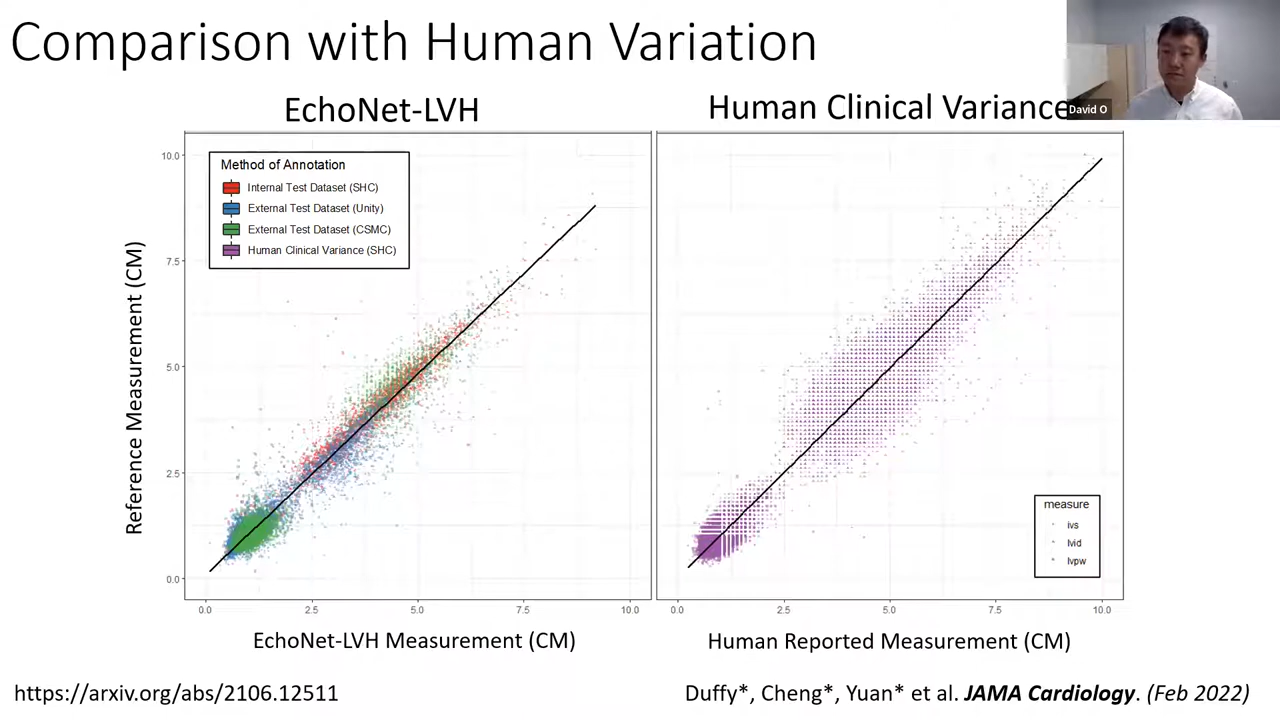 Comparison with Human Variation
David O
EchoNet-LVH
Human Clinical Variance
Method of Annotation
Internal Test Dataset (SHC)
External Test Dataset (Unity)
External Test Dataset (CSMC)
Human Clinical Variance (SHC)
Reference Measurement (CM)
10.0
7.5
5.0
2.5
0.0
0.0 2.5 5.0 7.5 10.0
0.0 2.5 5.0 7.5 10.0
measure
ivs
lvid
lvpw
EchoNet-LVH Measurement (CM)
Human Reported Measurement (CM)
https://arxiv.org/abs/2106.12511
Duffy*, Cheng*, Yuan* et al. JAMA Cardiology. (Feb 2022)